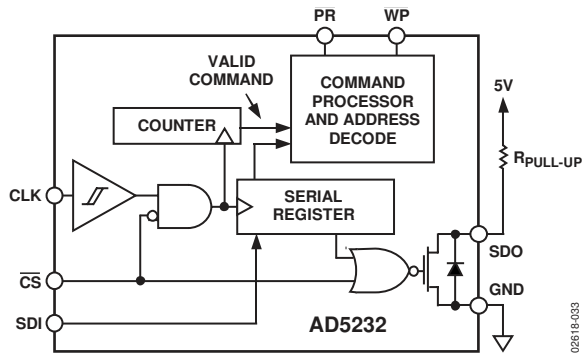 PR
WP
VALID
COMMAND
COMMAND
PROCESSOR
AND ADDRESS
DECODE
5V
COUNTER
RPULL-UP
CLK
SERIAL
REGISTER
SDO
CS
GND
SDI
AD5232
02618-033